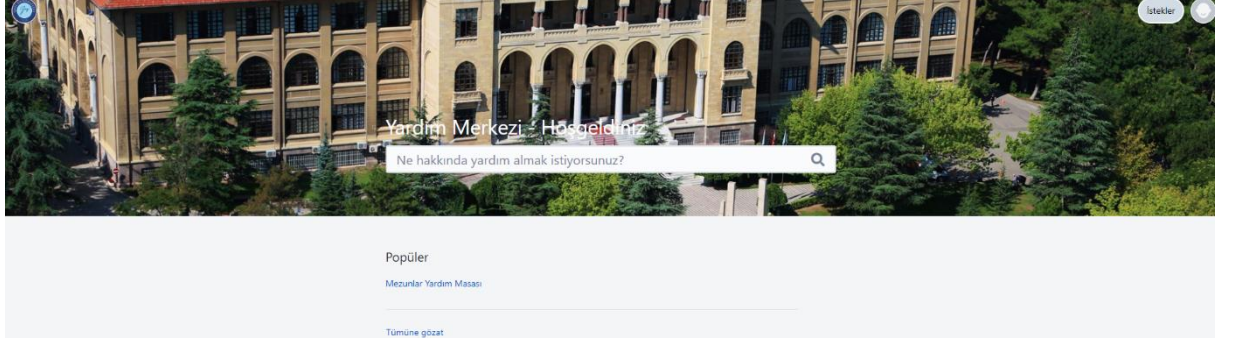 İstekler
Yardım Merkezi - Hoşgeldiniz
Ne hakkında yardım almak istiyorsunuz?
Popüler
Mezunlar Yardım Masası
Tümüne gözat